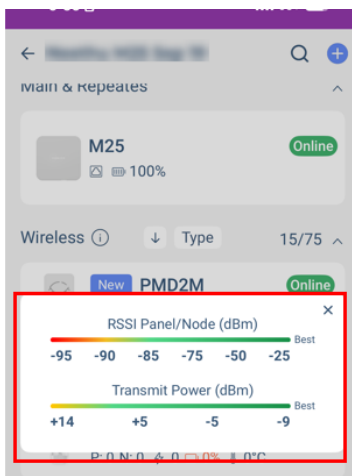 Main & Repeates
M25
Online
100%
Wireless
Type
15/75
New
PMD2M
Online
RSSI Panel/Node (dBm)
Best
-95 -90 -85 -75 -50 -25
Transmit Power (dBm)
Best
+14 +5 -5 -9
P: 0 N: 0 0 0% 0°C